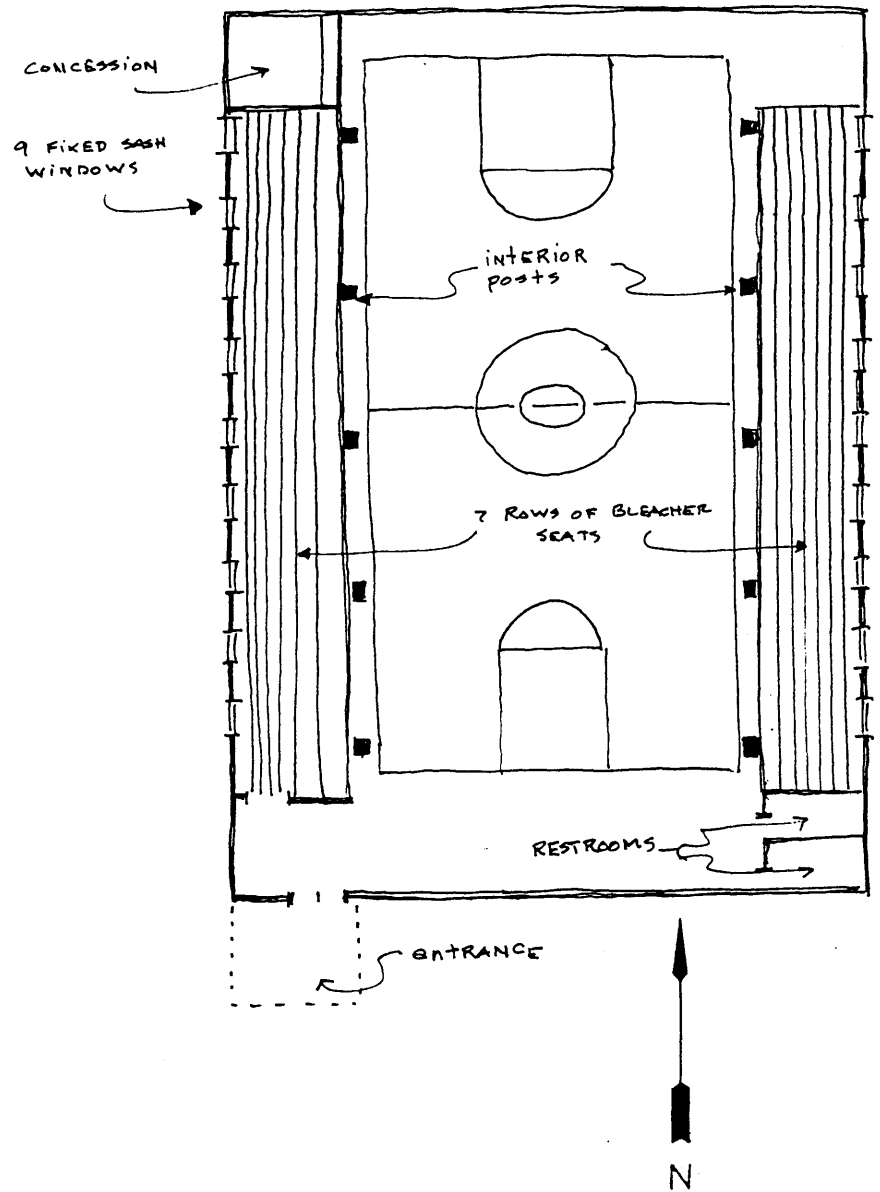 CONCESSION
9 FIXED SASH
WINDOWS
INTERIOR
POSTS
7 ROWS OF BLEACHER
SEATS
RESTROOMS
ENTRANCE
N